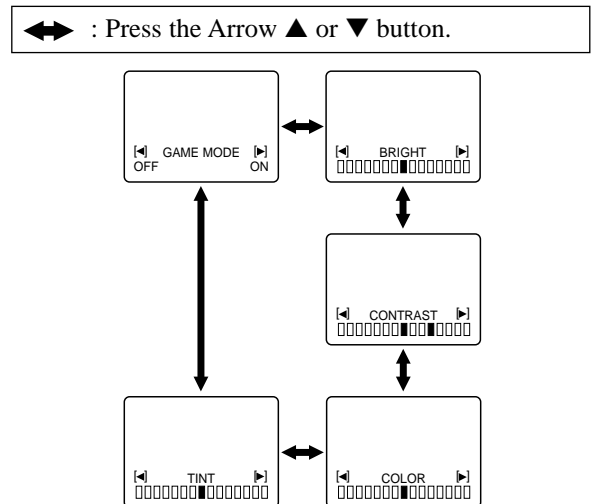 : Press the Arrow ▲ or ▼ button.
[◄] GAME MODE [►]
OFF ON
[◄] BRIGHT [►]
[◄] CONTRAST [►]
[◄] TINT [►]
[◄] COLOR [►]